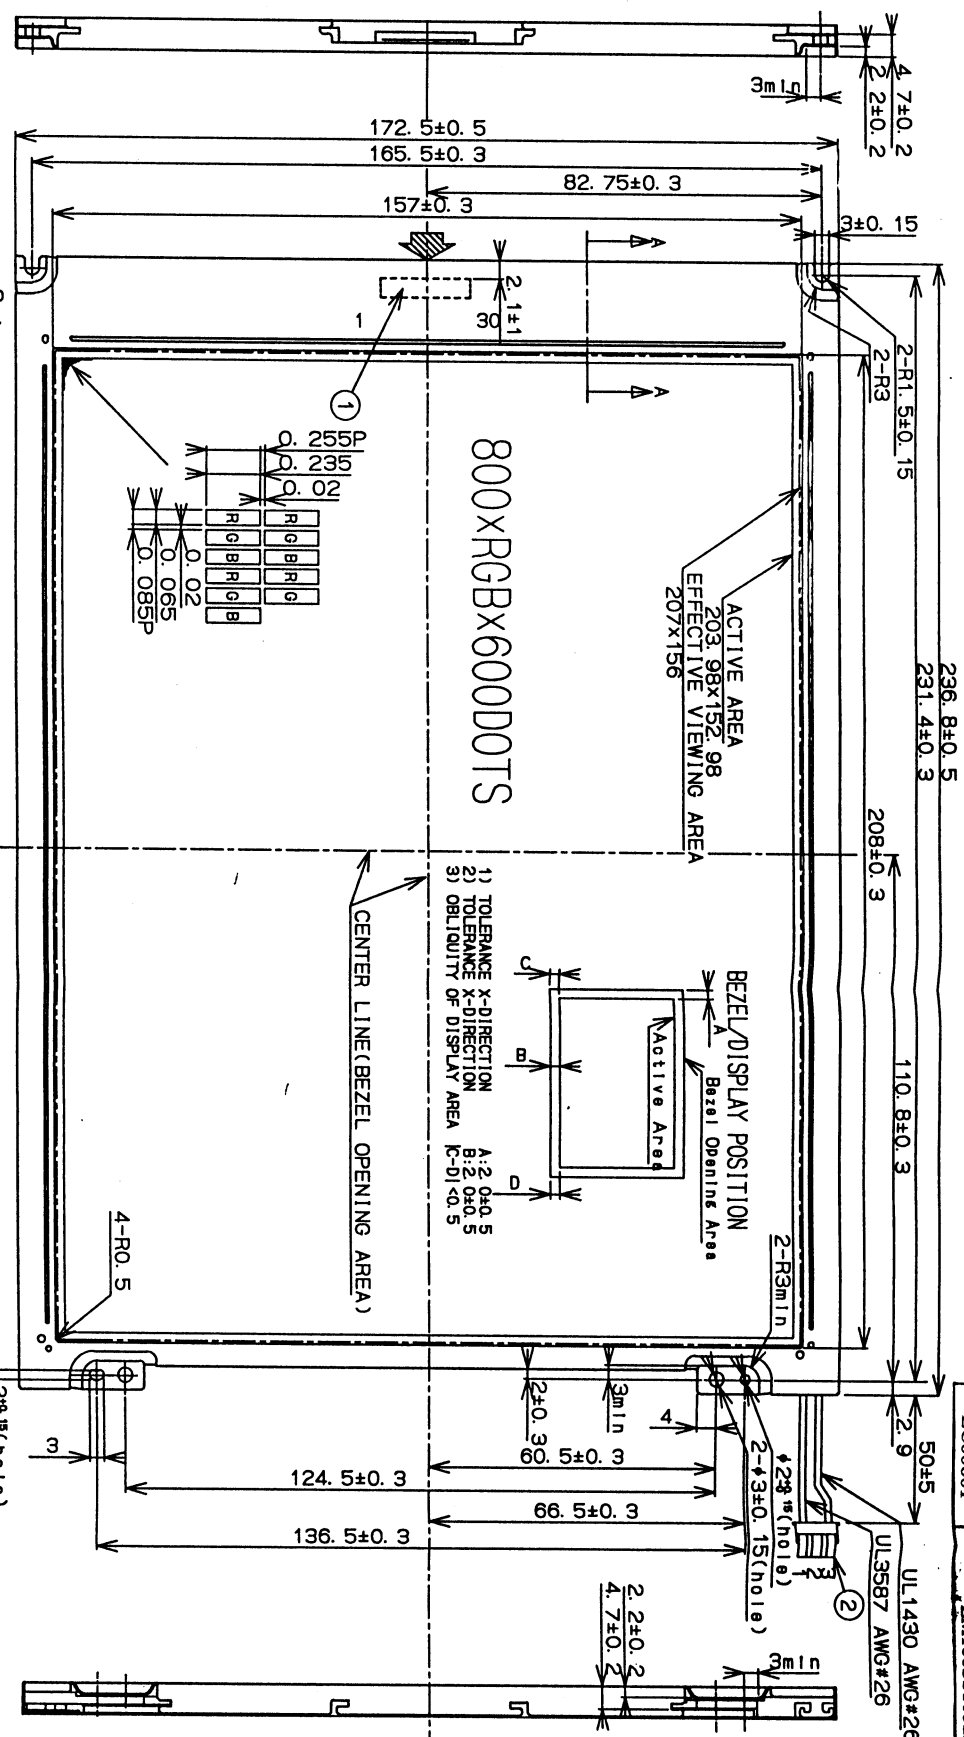 4. 7±0. 2
2. 2±0. 2
3min
172. 5±0. 5
165. 5±0. 3
82. 75±0. 3
157±0. 3
3±0. 15
A
A
2. 1±1
1
30
1
2-R3
2-R1. 5±0. 15
236. 8±0. 5
231. 4±0. 3
208±0. 3
110. 8±0. 3
0. 255P
0. 235
0. 02
R G B R G B
R G B R G
0. 02
0. 065
0. 085P
800xRGBx600DOTS
ACTIVE AREA
203. 98x152. 98
EFFECTIVE VIEWING AREA
207x156
BEZEL/DISPLAY POSITION
A
Bezel Opening Area
Active Area
C
B
D
1) TOLERANCE X-DIRECTION A:2. 0±0. 5
2) TOLERANCE X-DIRECTION B:2. 0±0. 5
3) OBLIQUITY OF DISPLAY AREA |C-D|<0.5
CENTER LINE(BEZEL OPENING AREA)
4-R0. 5
2-R3min
2. 9
50±5
2±0. 3
3min
4
3
60. 5±0. 3
124. 5±0. 3
66. 5±0. 3
136. 5±0. 3
2-φ3±0. 15(hole)
3
2
1
2
UL1430 AWG#26
UL3587 AWG#26
2. 2±0. 2
4. 7±0. 2
3min